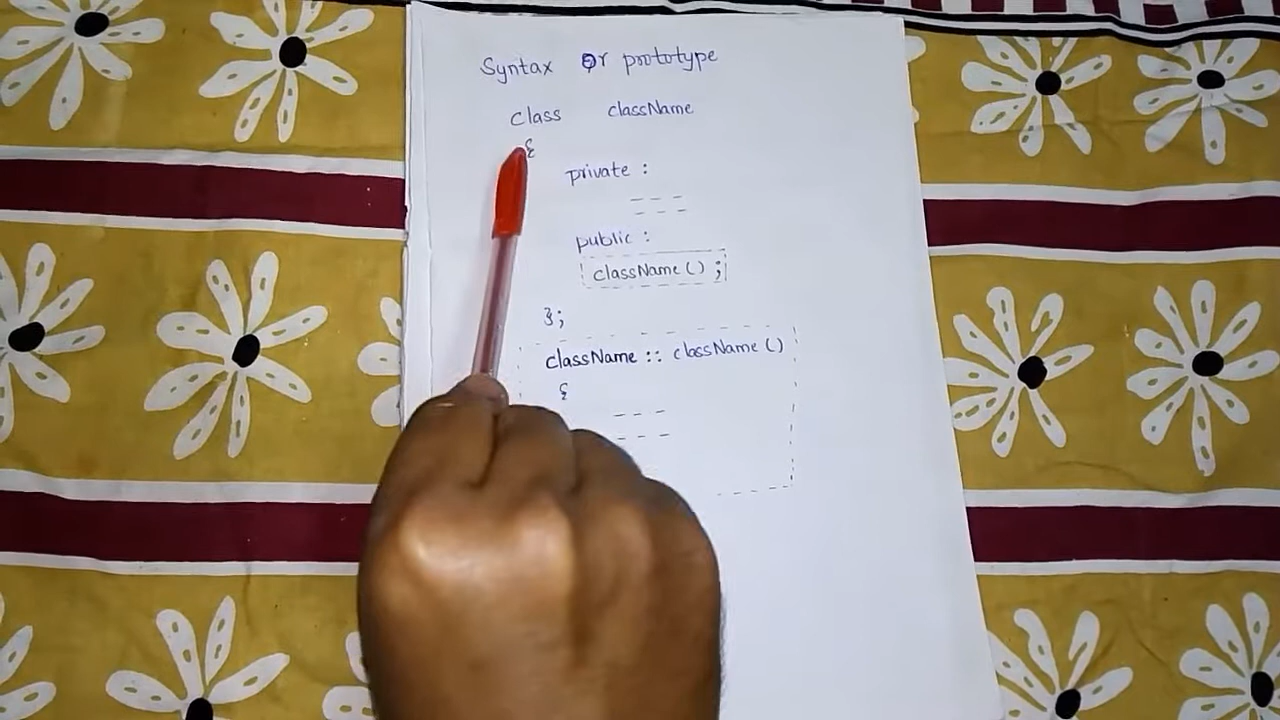 Syntax Or prototype
class className
{
private :
- - -
- - -
public :
className ( ) ;
} ;
className : : className ( )
{
- - -
- - -